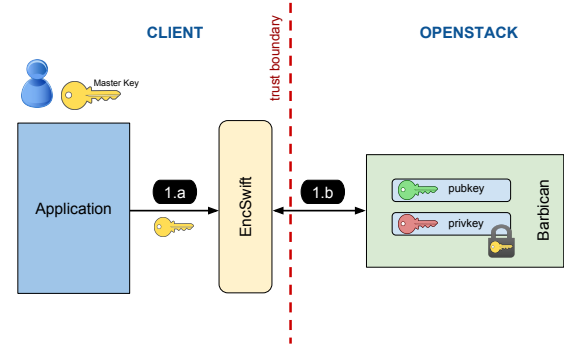 CLIENT
OPENSTACK
trust boundary
Master Key
Application
1.a
EncSwift
1.b
pubkey
privkey
Barbican